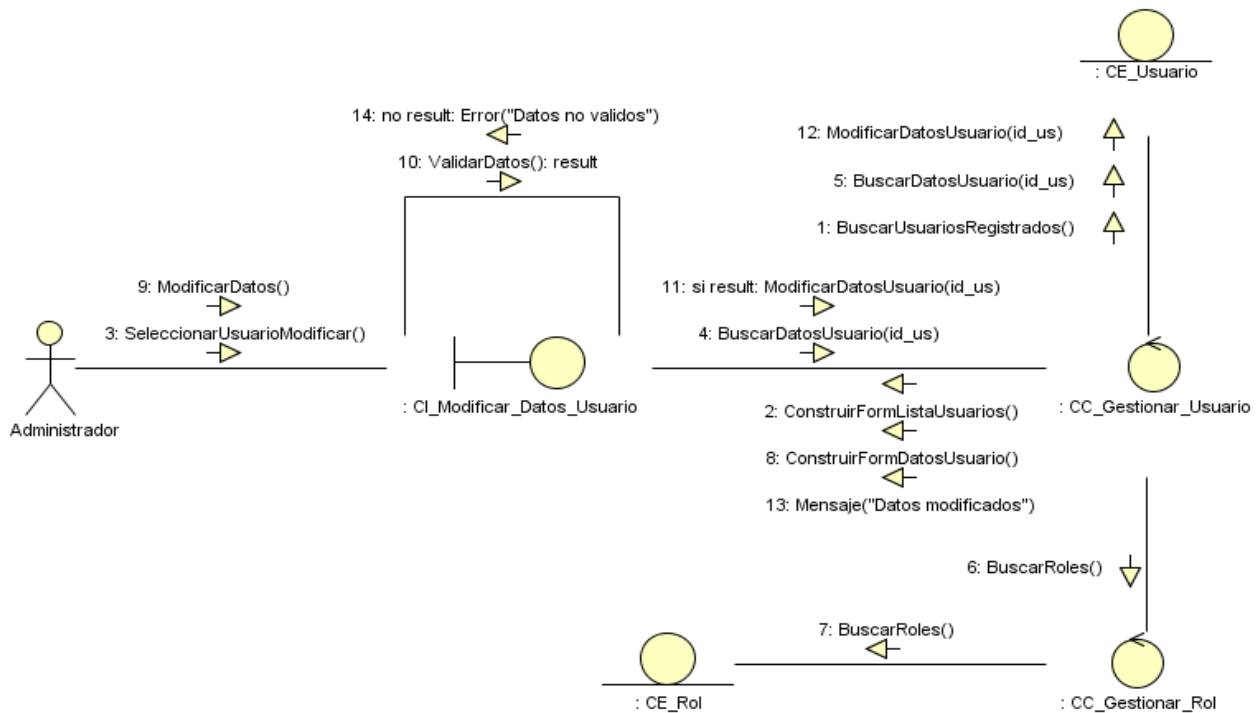 : CE_Usuario
14: no result: Error("Datos no validos")
12: ModificarDatosUsuario(id_us)
10: ValidarDatos(): result
5: BuscarDatosUsuario(id_us)
1: BuscarUsuariosRegistrados()
9: ModificarDatos()
11: si result: ModificarDatosUsuario(id_us)
3: SeleccionarUsuarioModificar()
4: BuscarDatosUsuario(id_us)
: CI_Modificar_Datos_Usuario
2: ConstruirFormListaUsuarios()
: CC_Gestionar_Usuario
Administrador
8: ConstruirFormDatosUsuario()
13: Mensaje("Datos modificados")
6: BuscarRoles()
7: BuscarRoles()
: CE_Rol
: CC_Gestionar_Rol